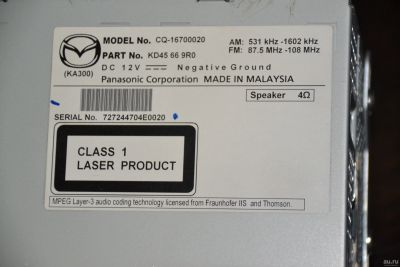 MODEL No. CQ-16700020
AM: 531 kHz -1602 kHz
PART No. KD45 66 9R0
FM: 87.5 MHz -108 MHz
(KA300)
DC 12V Negative Ground
Panasonic Corporation MADE IN MALAYSIA
Speaker 4Ω
SERIAL No. 727244704E0020
CLASS 1
LASER PRODUCT
MPEG Layer-3 audio coding technology licensed from Fraunhofer IIS and Thomson.
au.ru